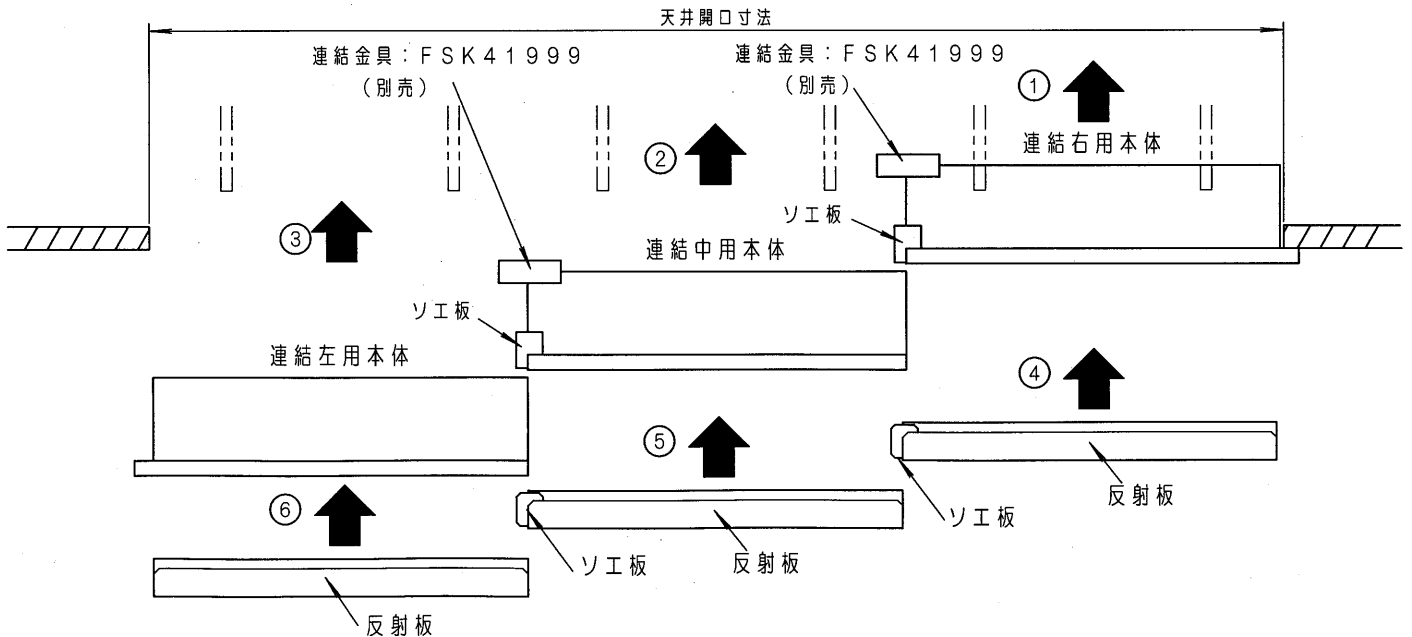 天井開口寸法
連結金具：FSK41999
（別売）
連結金具：FSK41999
（別売）
①
連結右用本体
②
ソエ板
③
連結中用本体
ソエ板
連結左用本体
④
⑤
反射板
ソエ板
⑥
反射板
ソエ板
反射板